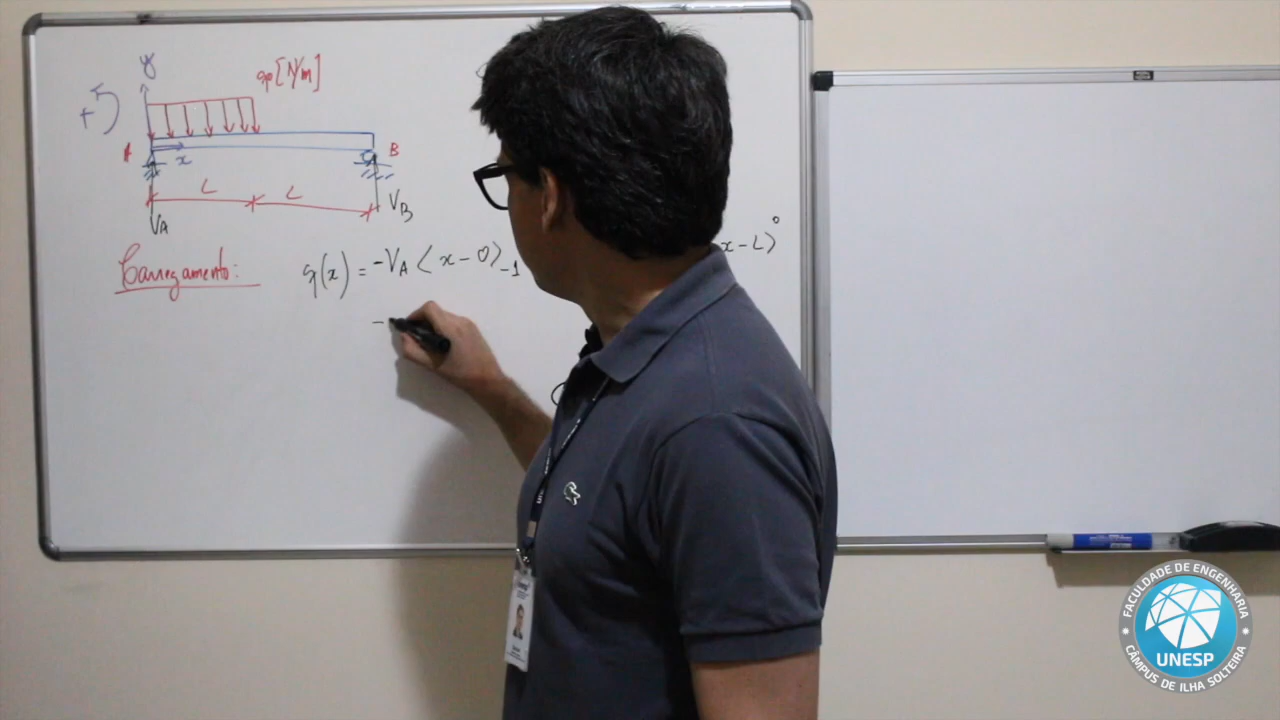 y
q₀[N/m]
+
A
x
B
L
L
V_A
V_B
Carregamento:
q(x) = -V_A ⟨x-0⟩_-1
x-L⟩⁰
-
FACULDADE DE ENGENHARIA
UNESP
CÂMPUS DE ILHA SOLTEIRA